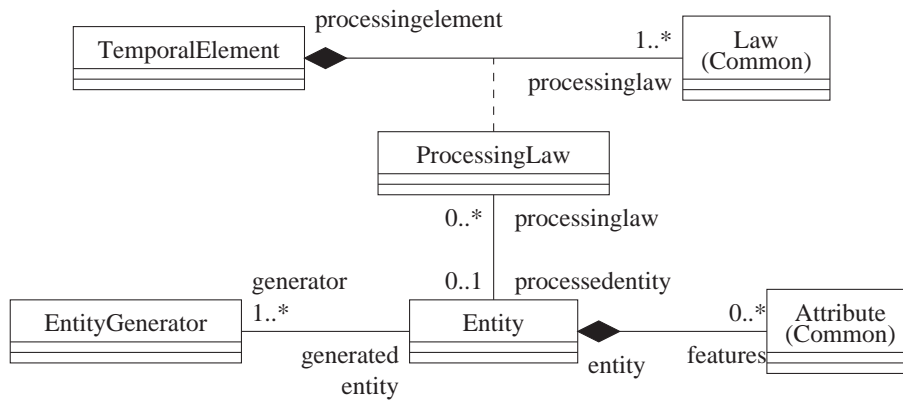 processingelement
TemporalElement
1..*
Law
(Common)
processinglaw
ProcessingLaw
0..*
processinglaw
generator
0..1
processedentity
EntityGenerator
1..*
Entity
0..*
Attribute
(Common)
generated
entity
entity
features